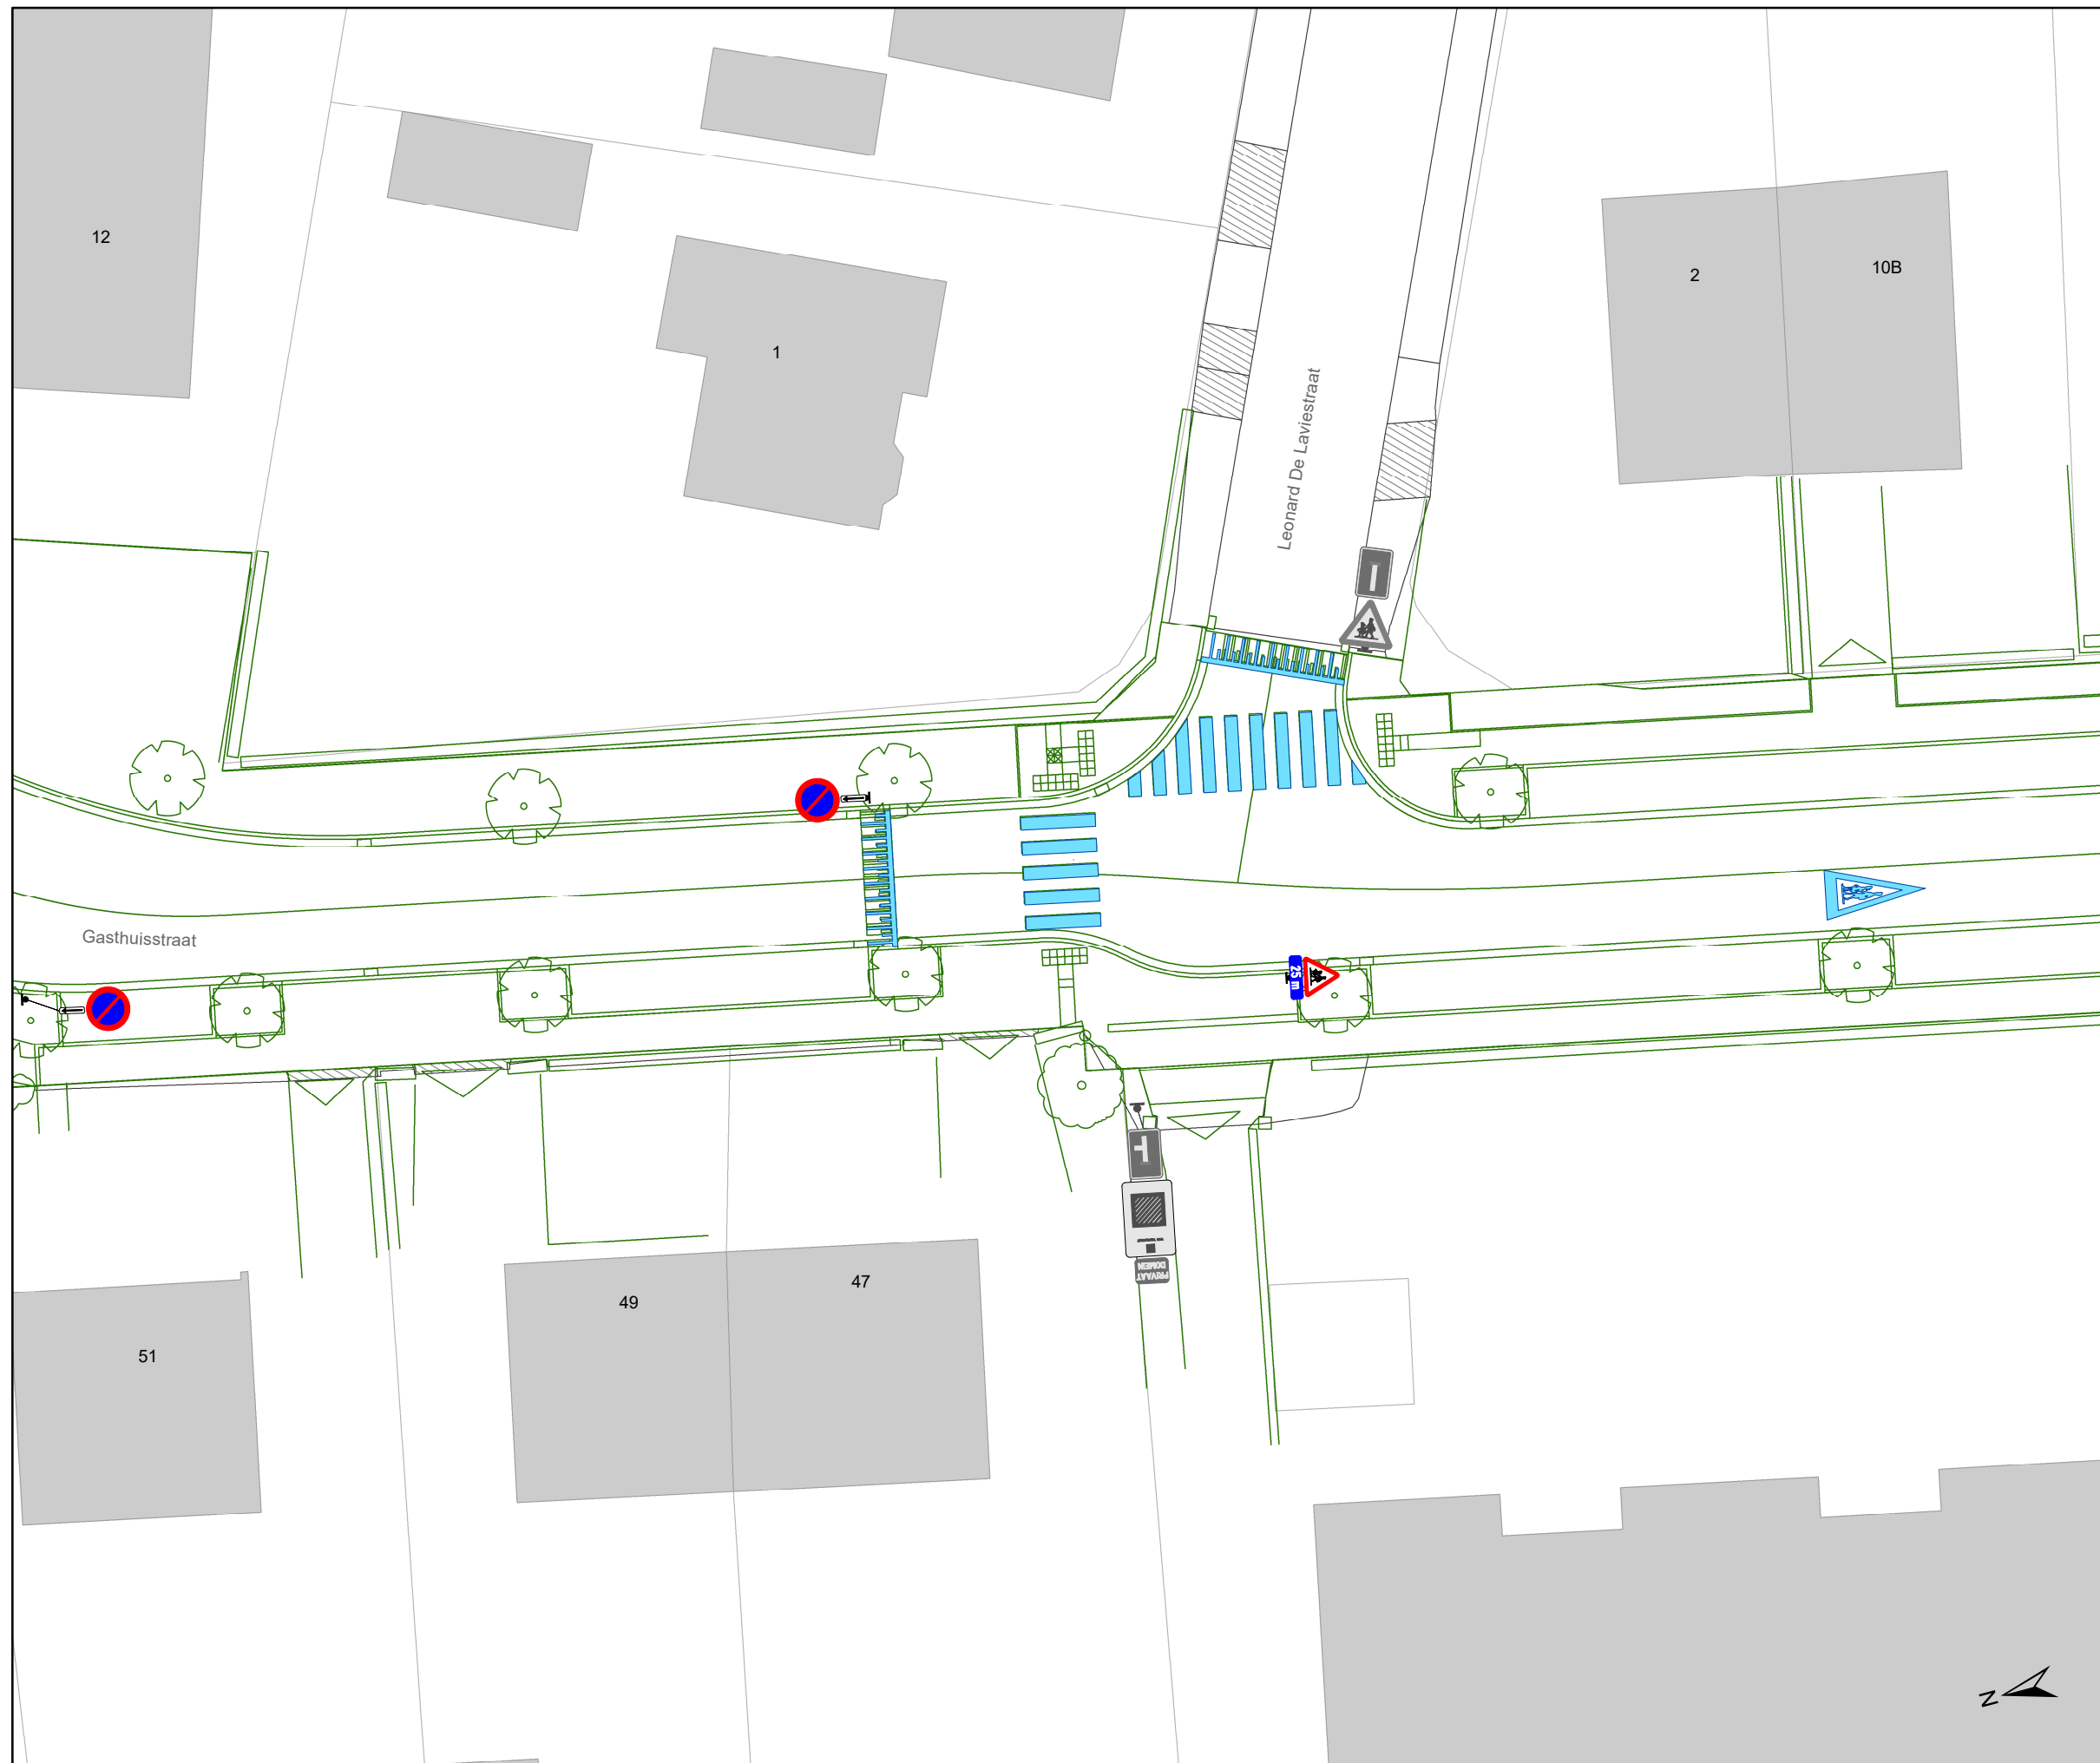 12
1
2
10B
Leonard De Laviestraat
Gasthuisstraat
25 m
PRIVAAT
DOMEIN
47
49
51
N